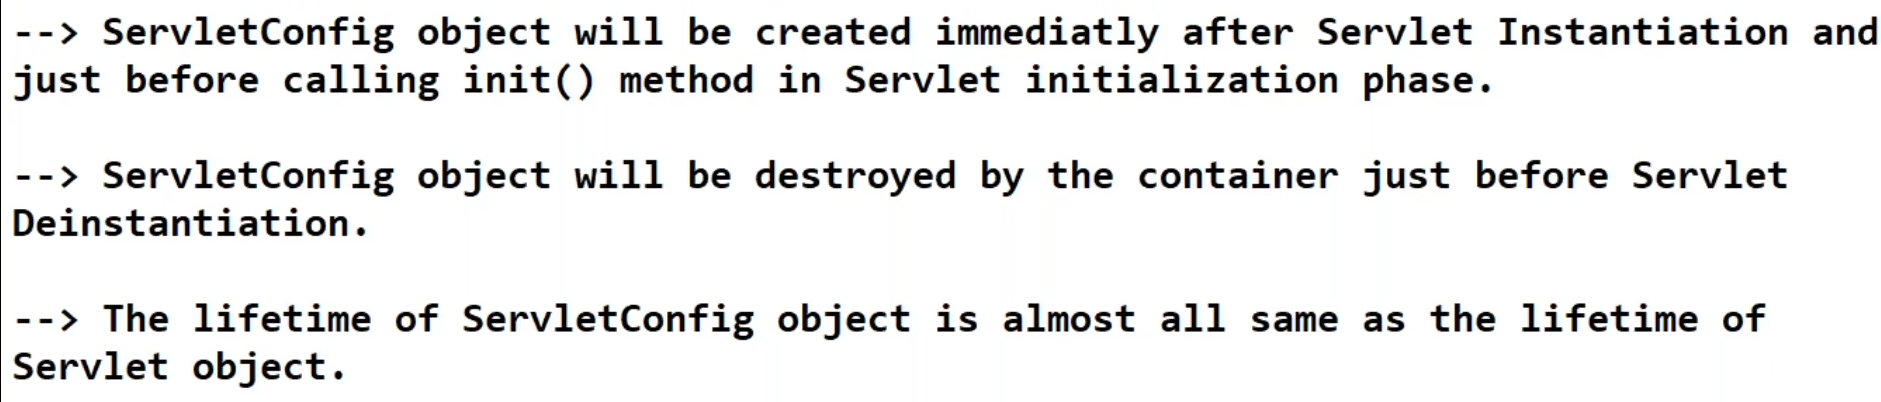 --> ServletConfig object will be created immediatly after Servlet Instantiation and
just before calling init() method in Servlet initialization phase.
--> ServletConfig object will be destroyed by the container just before Servlet
Deinstantiation.
--> The lifetime of ServletConfig object is almost all same as the lifetime of
Servlet object.